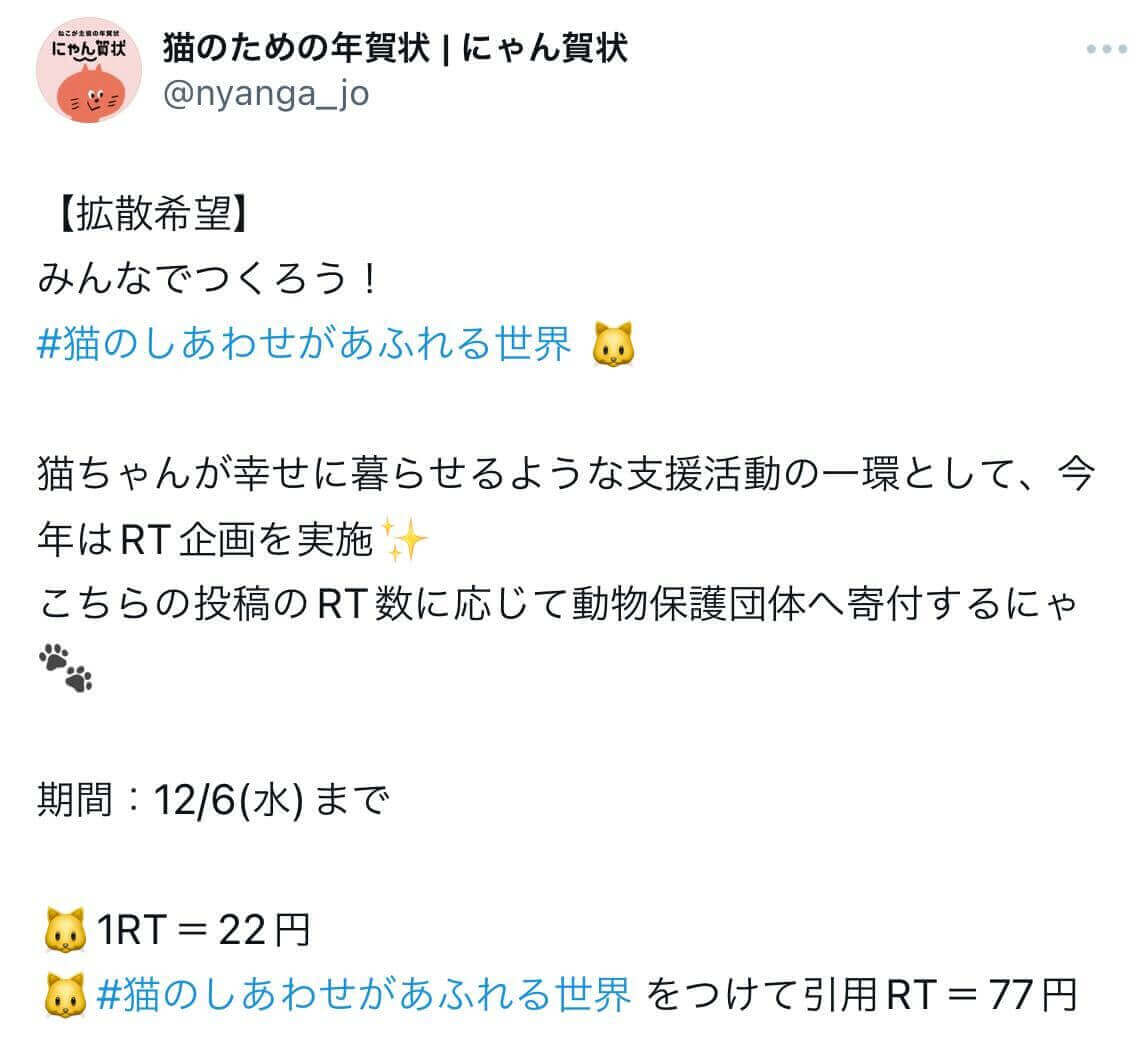 ねこが主役の年賀状
にゃん賀状
猫のための年賀状 | にゃん賀状
@nyanga_jo
【拡散希望】
みんなでつくろう！
#猫のしあわせがあふれる世界 🐱
猫ちゃんが幸せに暮らせるような支援活動の一環として、今
年はRT企画を実施✨
こちらの投稿のRT数に応じて動物保護団体へ寄付するにゃ
🐾
期間：12/6(水)まで
🐱1RT＝22円
🐱#猫のしあわせがあふれる世界 をつけて引用RT＝77円